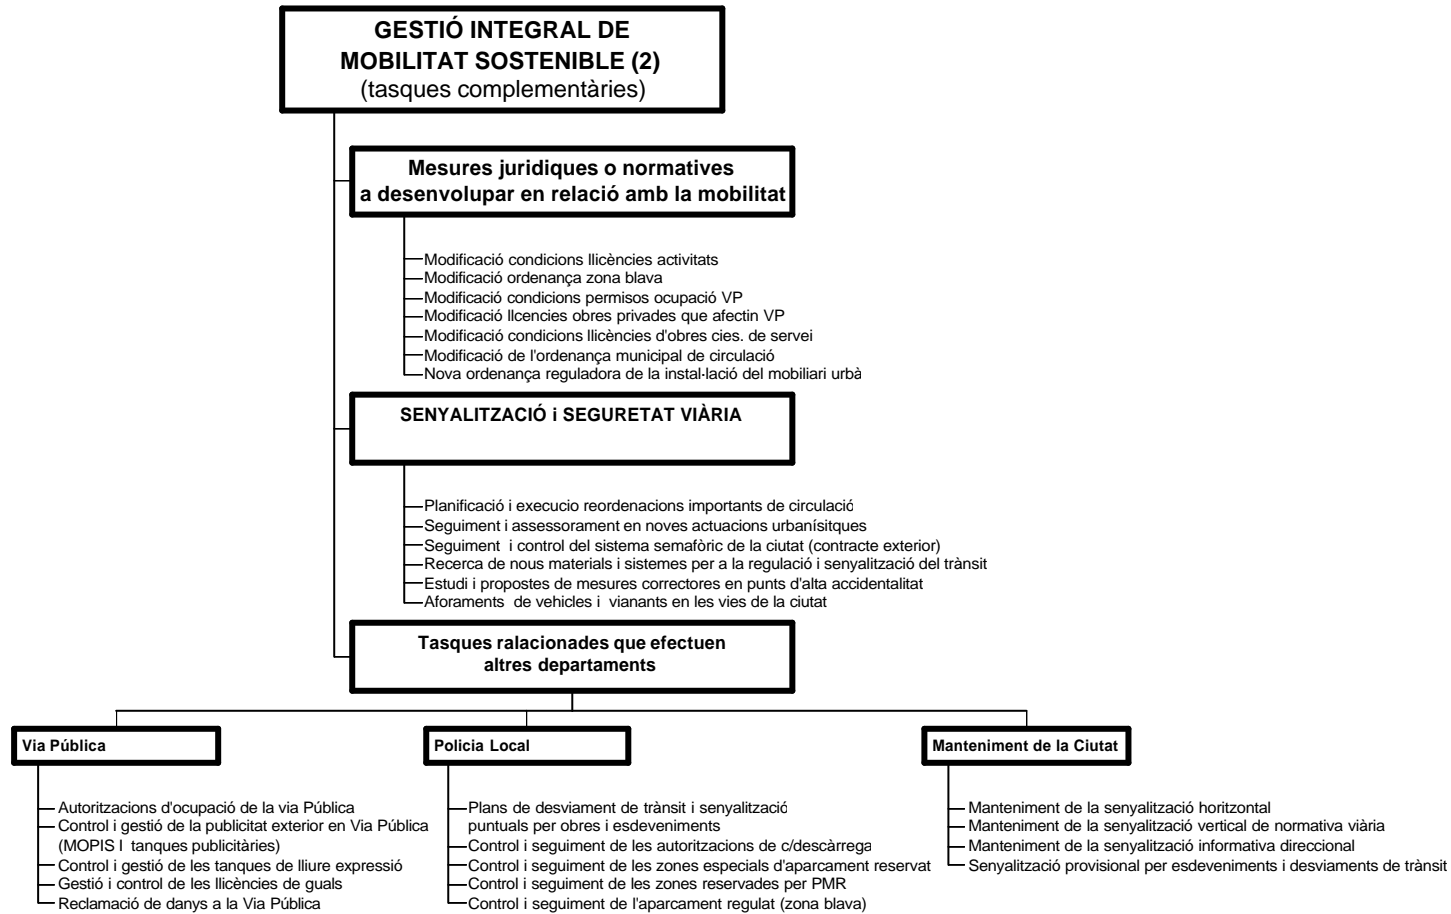 GESTIÓ INTEGRAL DE
MOBILITAT SOSTENIBLE (2)
(tasques complementàries)
Mesures juridiques o normatives
a desenvolupar en relació amb la mobilitat
Modificació condicions llicències activitats
Modificació ordenança zona blava
Modificació condicions permisos ocupació VP
Modificació llcencies obres privades que afectin VP
Modificació condicions llicències d'obres cies. de servei
Modificació de l'ordenança municipal de circulació
Nova ordenança reguladora de la instal·lació del mobiliari urbà
SENYALITZACIÓ i SEGURETAT VIÀRIA
Planificació i execucio reordenacions importants de circulació
Seguiment i assessorament en noves actuacions urbanísitques
Seguiment i control del sistema semafòric de la ciutat (contracte exterior)
Recerca de nous materials i sistemes per a la regulació i senyalització del trànsit
Estudi i propostes de mesures correctores en punts d'alta accidentalitat
Aforaments de vehicles i vianants en les vies de la ciutat
Tasques ralacionades que efectuen
altres departaments
Via Pública
Autoritzacions d'ocupació de la via Pública
Control i gestió de la publicitat exterior en Via Pública
(MOPIS I tanques publicitàries)
Control i gestió de les tanques de lliure expressió
Gestió i control de les llicències de guals
Reclamació de danys a la Via Pública
Policia Local
Plans de desviament de trànsit i senyalització
puntuals per obres i esdeveniments
Control i seguiment de les autoritzacions de c/descàrrega
Control i seguiment de les zones especials d'aparcament reservat
Control i seguiment de les zones reservades per PMR
Control i seguiment de l'aparcament regulat (zona blava)
Manteniment de la Ciutat
Manteniment de la senyalització horitzontal
Manteniment de la senyalització vertical de normativa viària
Manteniment de la senyalització informativa direccional
Senyalització provisional per esdeveniments i desviaments de trànsit